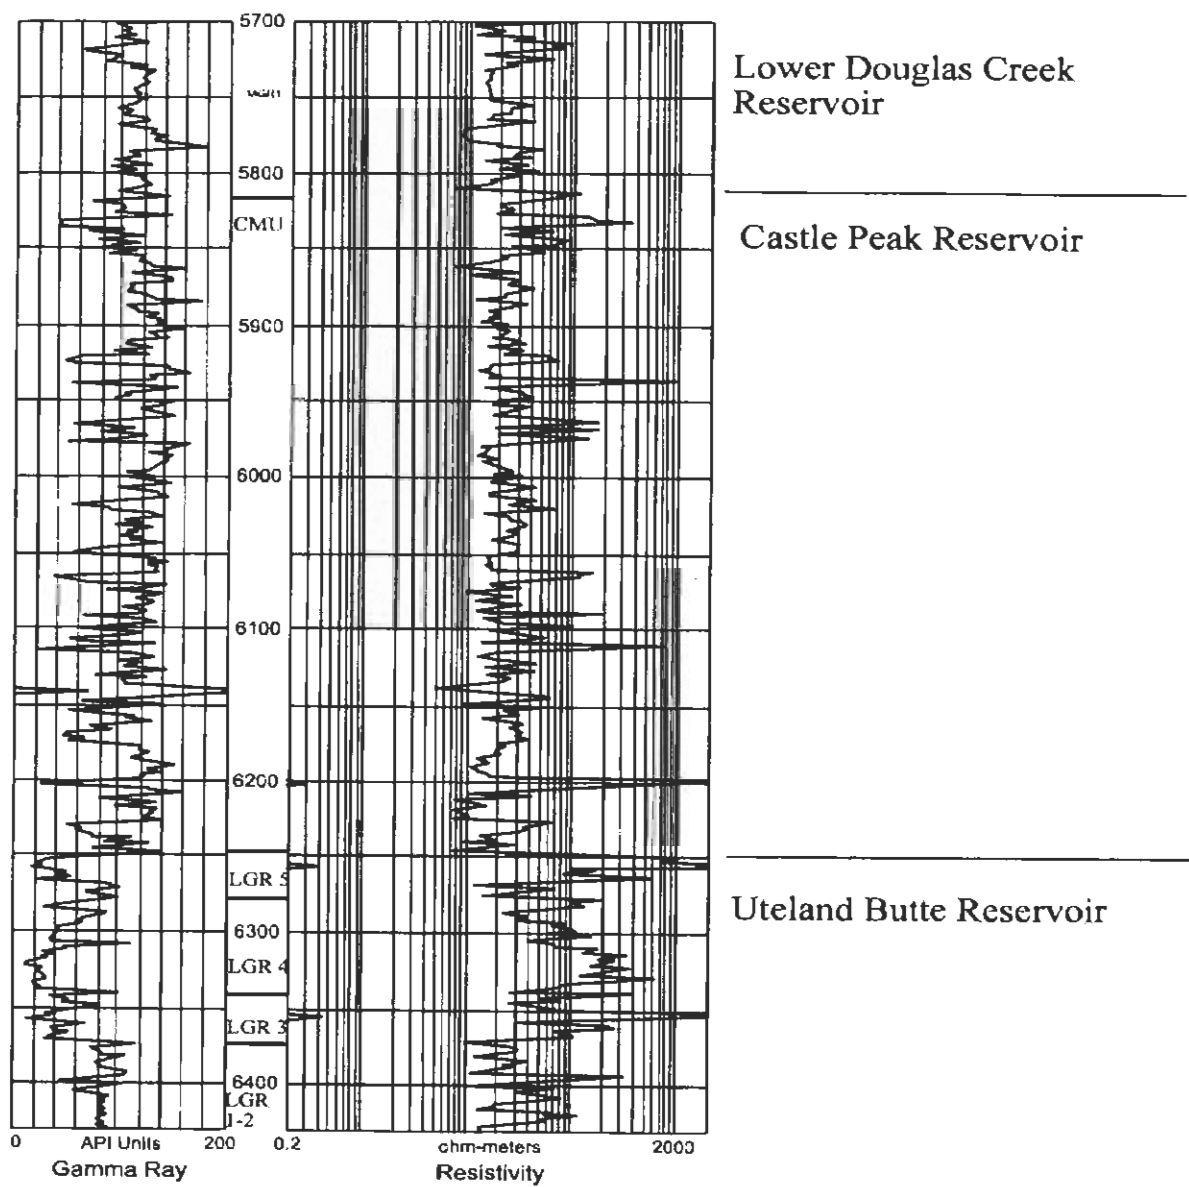 5700
Lower Douglas Creek
Reservoir
5800
CMU
Castle Peak Reservoir
5900
6000
6100
6200
LGR 5
Uteland Butte Reservoir
6300
LGR 4
LGR 3
6400
LGR
1-2
0 API Units 200 0.2 ohm-meters 2000
Gamma Ray Resistivity